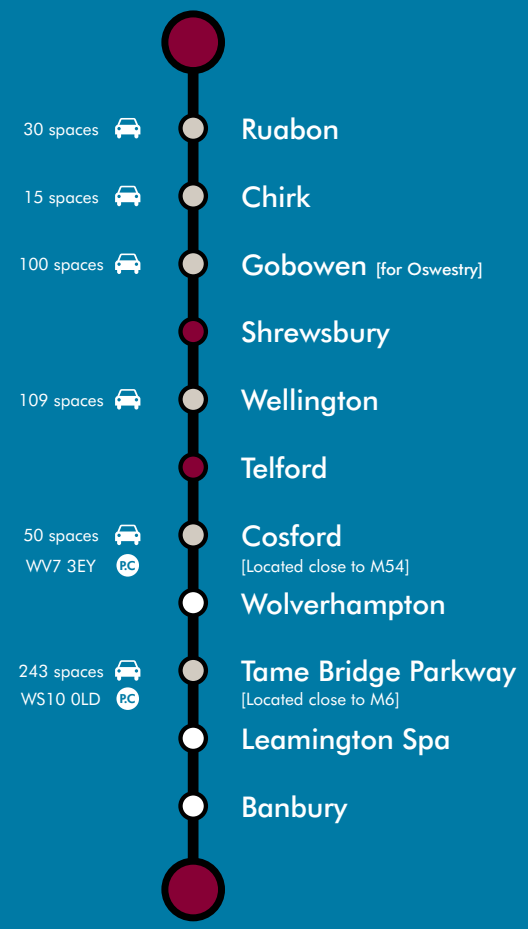 30 spaces Ruabon
15 spaces Chirk
100 spaces Gobowen [for Oswestry]
Shrewsbury
109 spaces Wellington
Telford
50 spaces Cosford
WV7 3EY P.C [Located close to M54]
Wolverhampton
243 spaces Tame Bridge Parkway
WS10 0LD P.C [Located close to M6]
Leamington Spa
Banbury